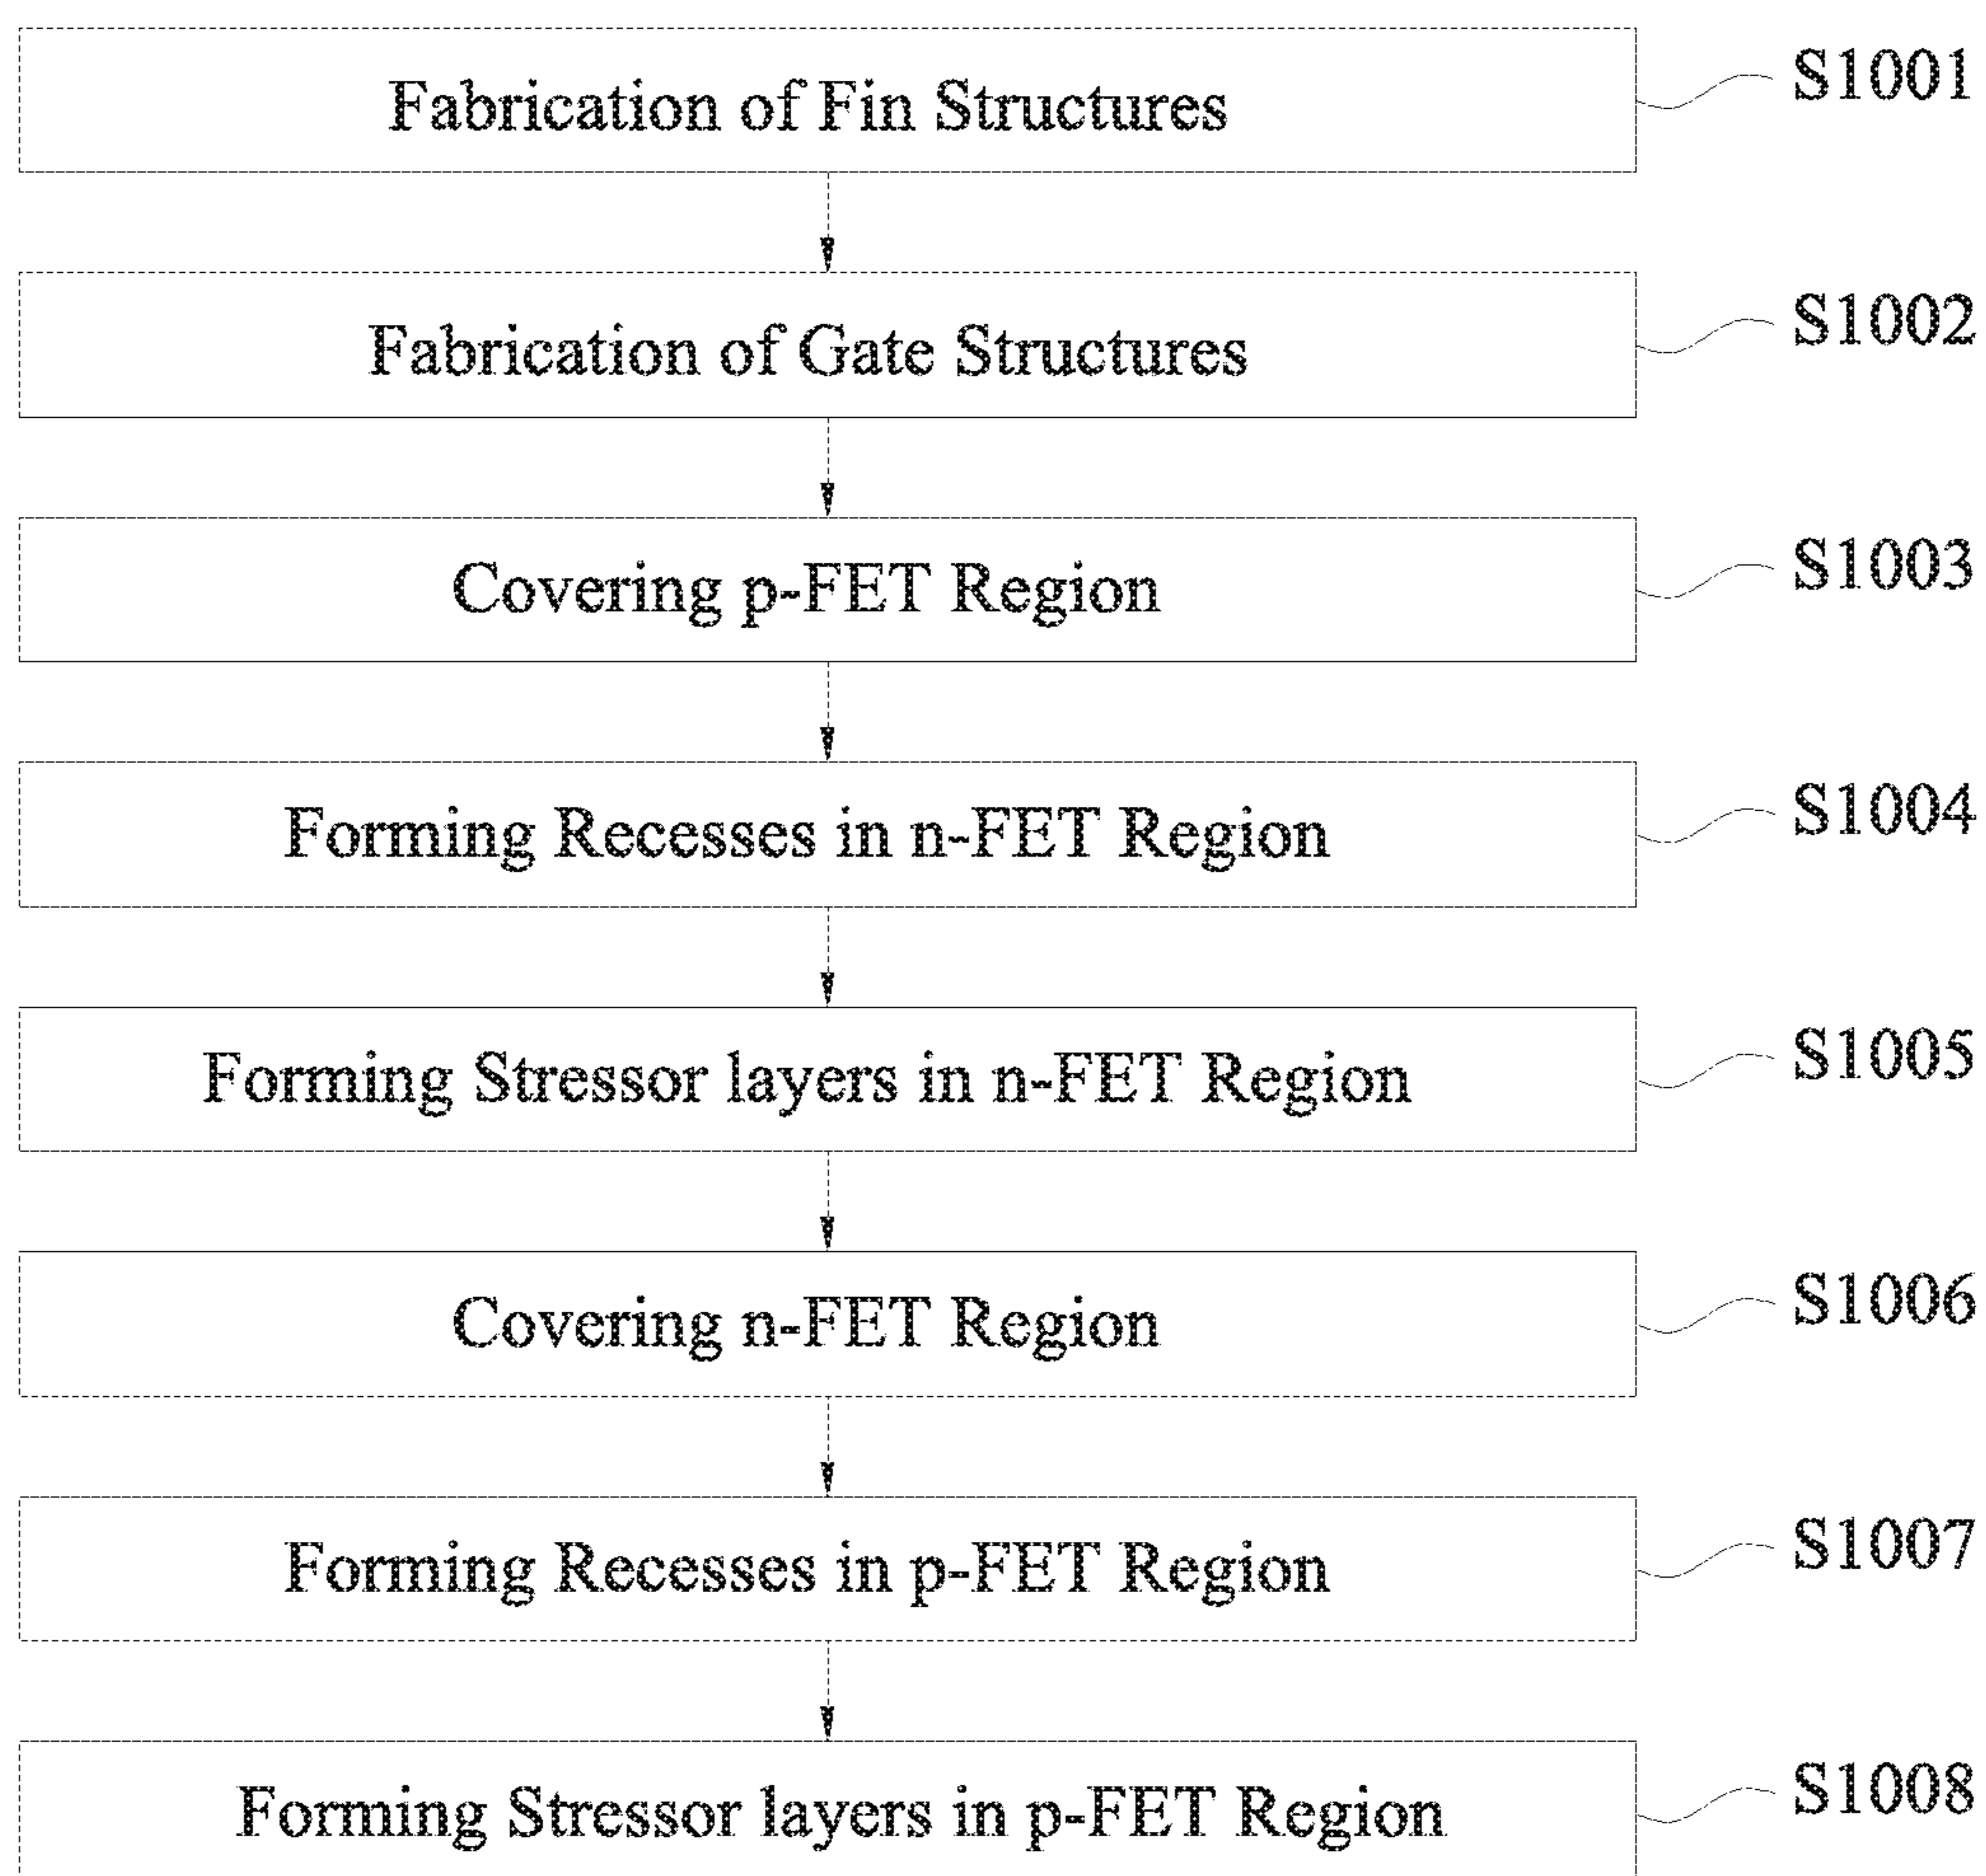 Fabrication of Fin Structures
S1001
Fabrication of Gate Structures
S1002
Covering p-FET Region
S1003
Forming Recesses in n-FET Region
S1004
Forming Stressor layers in n-FET Region
S1005
Covering n-FET Region
S1006
Forming Recesses in p-FET Region
S1007
Forming Stressor layers in p-FET Region
S1008